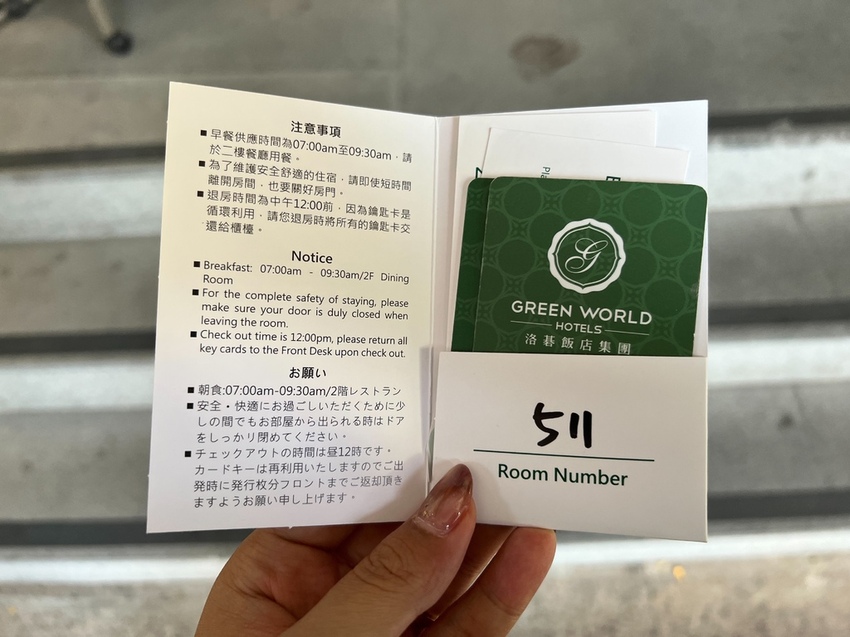 注意事項
■ 早餐供應時間為07:00am至09:30am，請
於二樓餐廳用餐。
■ 為了維護安全舒適的住宿，請即使短時間
離開房間，也要關好房門。
■ 退房時間為中午12:00前，因為鑰匙卡是
循環利用，請您退房時將所有的鑰匙卡交
還給櫃檯。
Notice
■ Breakfast: 07:00am - 09:30am/2F Dining
Room
■ For the complete safety of staying, please
make sure your door is duly closed when
leaving the room.
■ Check out time is 12:00pm, please return all
key cards to the Front Desk upon check out.
お願い
■ 朝食:07:00am-09:30am/2階レストラン
■ 安全・快適にお過ごしいただくために少
しの間でもお部屋から出られる時はドア
をしっかり閉めてください。
■ チェックアウトの時間は昼12時です。
カードキーは再利用いたしますのでご出
発時に発行枚分フロントまでご返却頂き
ますようお願い申し上げます。
G
GREEN WORLD
HOTELS
洛碁飯店集團
511
Room Number